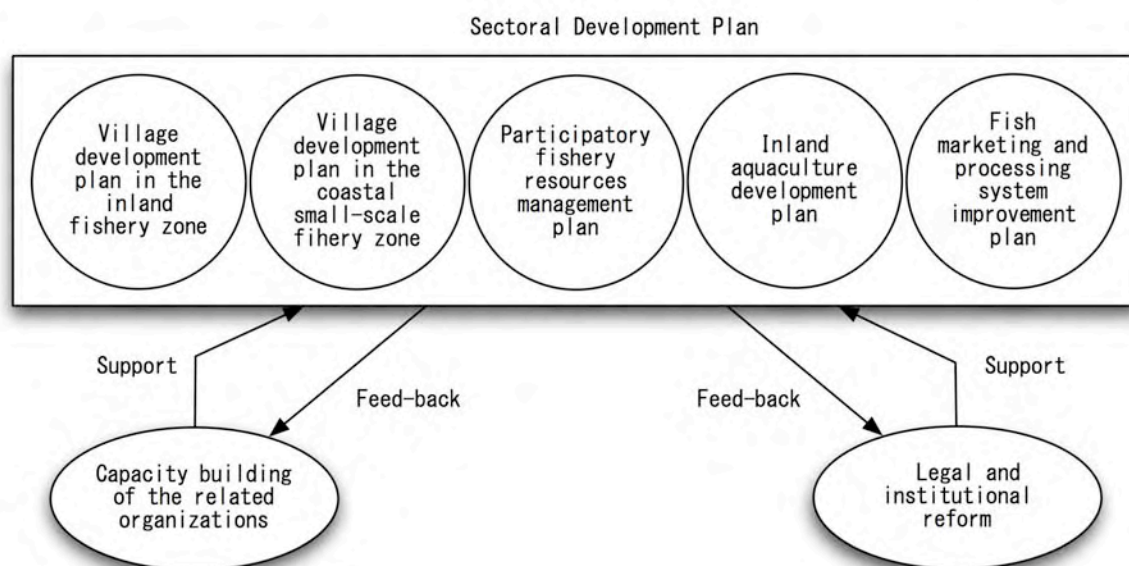 Sectoral Development Plan
Village
development
plan in the
inland
fishery zone
Village
development
plan in the
coastal
small-scale
fihery zone
Participatory
fishery
resources
management
plan
Inland
aquaculture
development
plan
Fish
marketing and
processing
system
improvement
plan
Support
Feed-back
Feed-back
Support
Capacity building
of the related
organizations
Legal and
institutional
reform